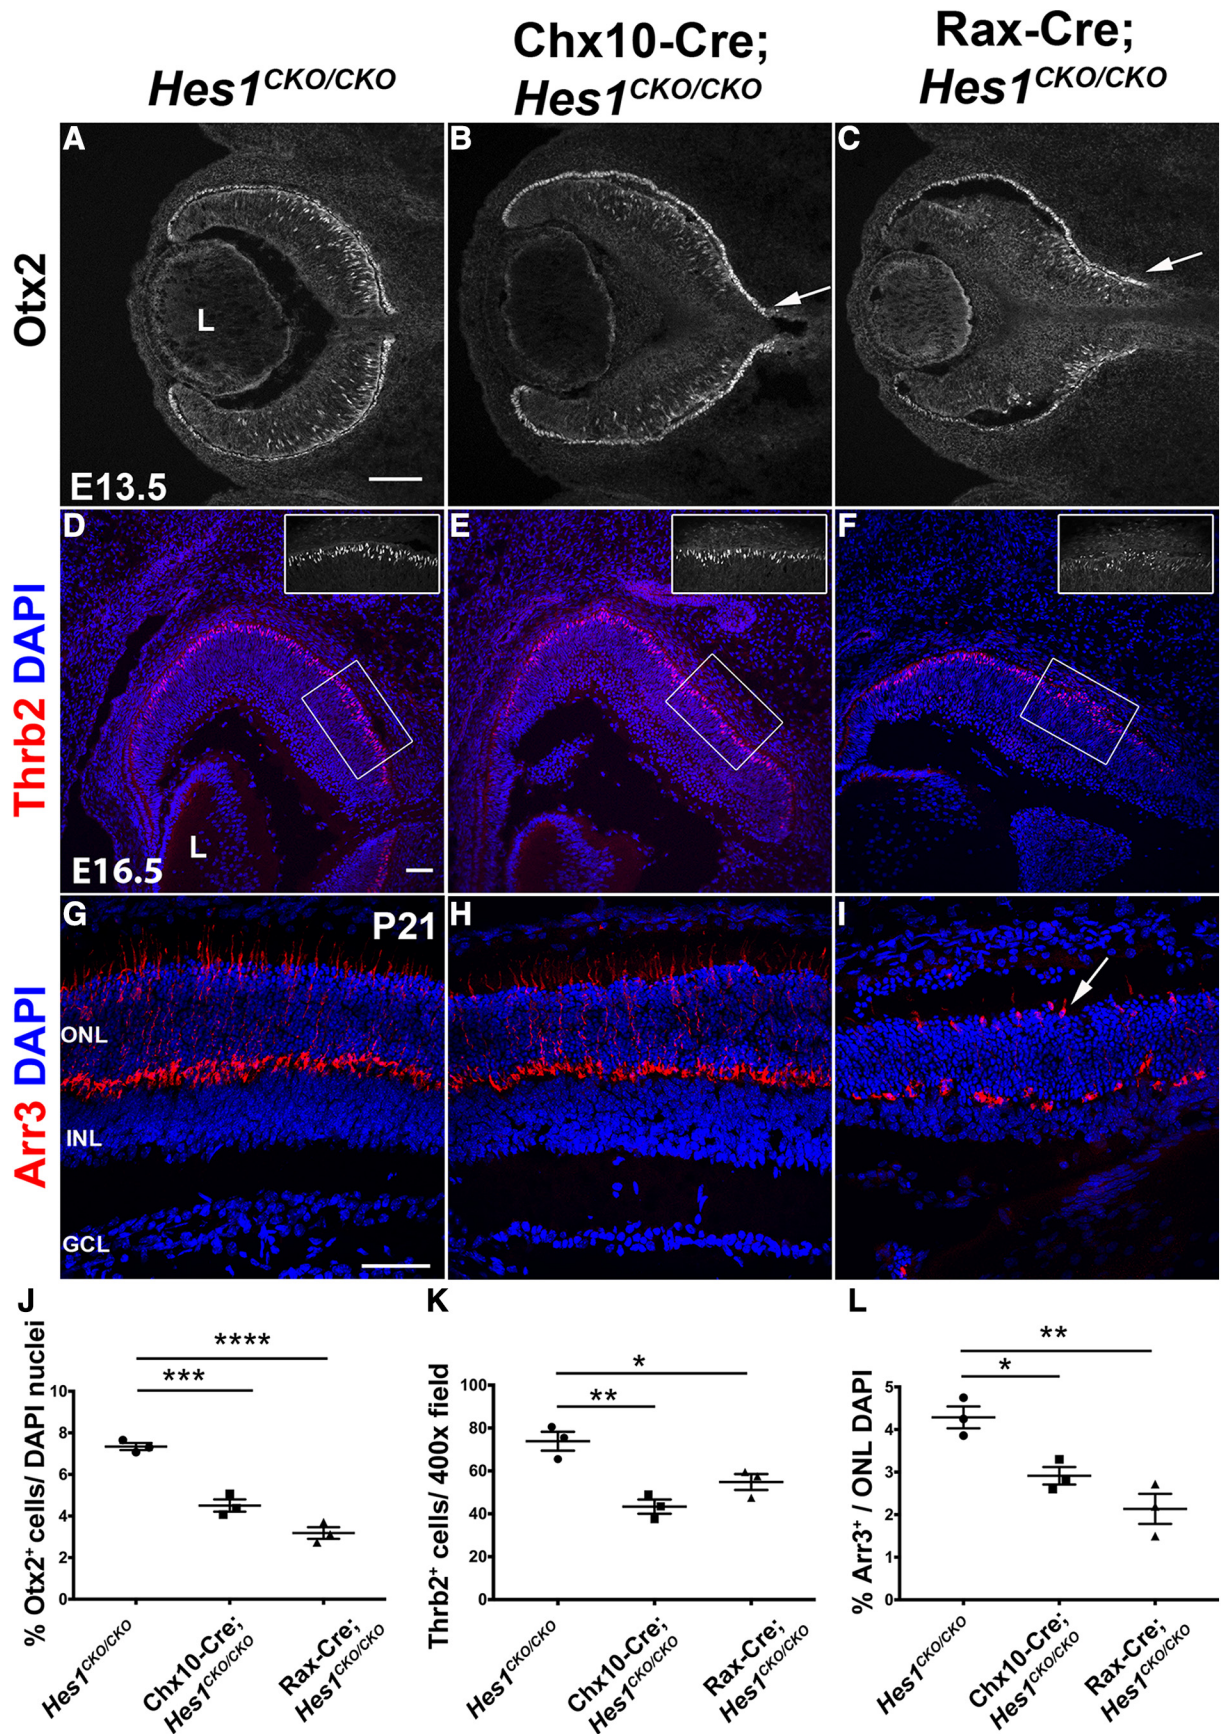 Hes1CKO/CKO
Chx10-Cre;
Hes1CKO/CKO
Rax-Cre;
Hes1CKO/CKO
Otx2
A
L
E13.5
B
C
Thrb2 DAPI
D
L
E16.5
E
F
Arr3 DAPI
G
P21
ONL
INL
GCL
H
I
J
% Otx2+ cells/ DAPI nuclei
****
***
10
8
6
4
2
0
Hes1CKO/CKO
Chx10-Cre;
Hes1CKO/CKO
Rax-Cre;
Hes1CKO/CKO
K
Thrb2+ cells/ 400x field
*
**
100
80
60
40
20
0
Hes1CKO/CKO
Chx10-Cre;
Hes1CKO/CKO
Rax-Cre;
Hes1CKO/CKO
L
% Arr3+ / ONL DAPI
**
*
5
4
3
2
1
0
Hes1CKO/CKO
Chx10-Cre;
Hes1CKO/CKO
Rax-Cre;
Hes1CKO/CKO